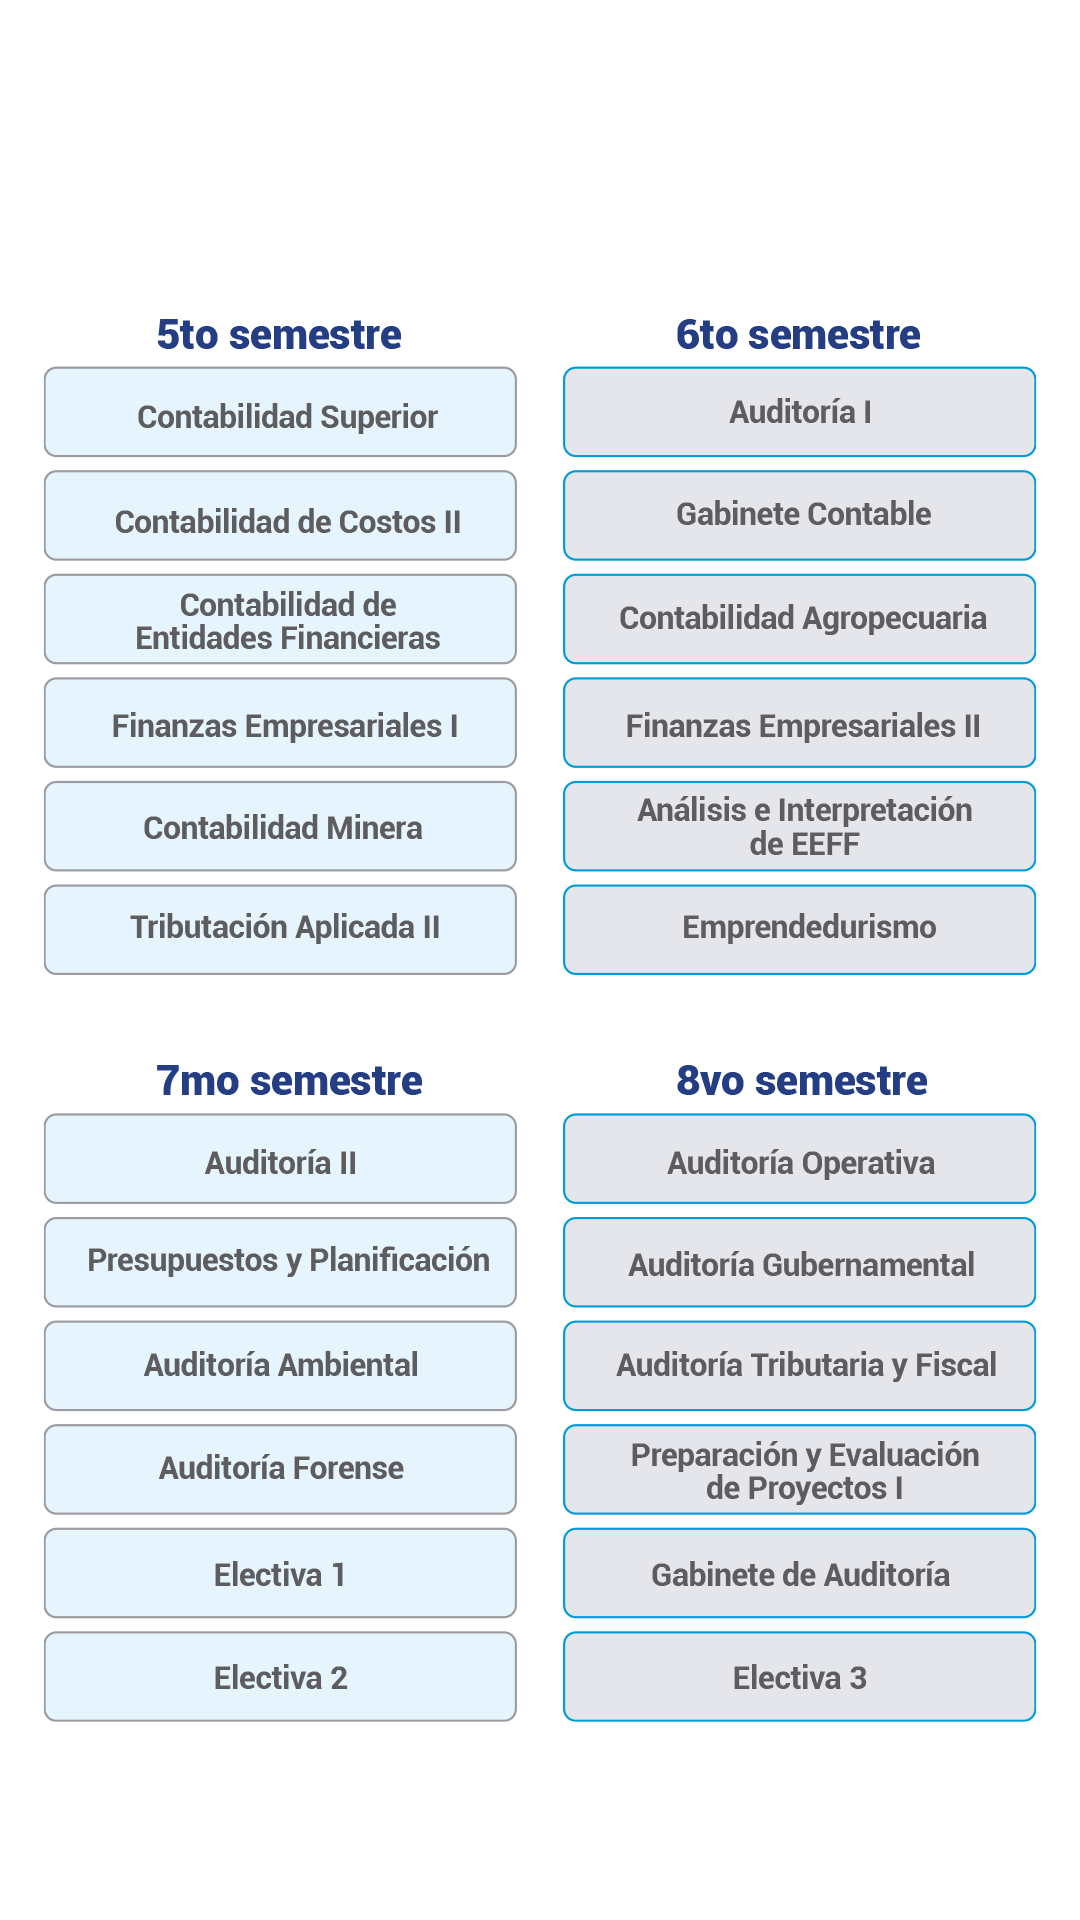 5to semestre
Contabilidad Superior
Contabilidad de Costos II
Contabilidad de
Entidades Financieras
Finanzas Empresariales I
Contabilidad Minera
Tributación Aplicada II
6to semestre
Auditoría I
Gabinete Contable
Contabilidad Agropecuaria
Finanzas Empresariales II
Análisis e Interpretación
de EEFF
Emprendedurismo
7mo semestre
Auditoría II
Presupuestos y Planificación
Auditoría Ambiental
Auditoría Forense
Electiva 1
Electiva 2
8vo semestre
Auditoría Operativa
Auditoría Gubernamental
Auditoría Tributaria y Fiscal
Preparación y Evaluación
de Proyectos I
Gabinete de Auditoría
Electiva 3